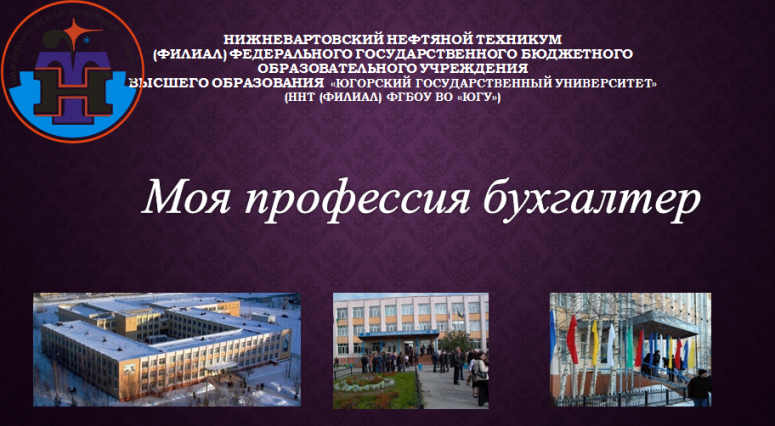 НИЖНЕВАРТОВСКИЙ НЕФТЯНОЙ ТЕХНИКУМ
(ФИЛИАЛ) ФЕДЕРАЛЬНОГО ГОСУДАРСТВЕННОГО БЮДЖЕТНОГО
ОБРАЗОВАТЕЛЬНОГО УЧРЕЖДЕНИЯ
ВЫСШЕГО ОБРАЗОВАНИЯ «ЮГОРСКИЙ ГОСУДАРСТВЕННЫЙ УНИВЕРСИТЕТ»
(ННТ (ФИЛИАЛ) ФГБОУ ВО «ЮГУ»)
Моя профессия бухгалтер